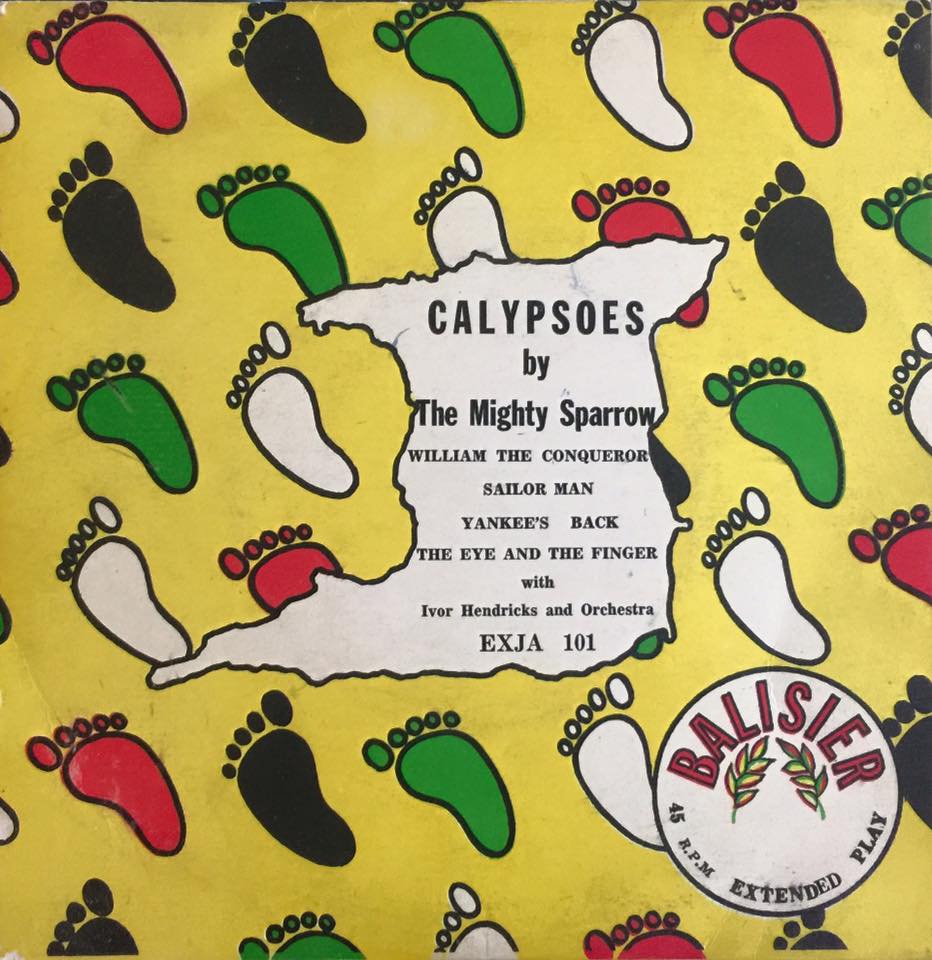 CALYPSOES
by
The Mighty Sparrow
WILLIAM THE CONQUEROR
SAILOR MAN
YANKEE'S BACK
THE EYE AND THE FINGER
with
Ivor Hendricks and Orchestra
EXJA 101
BALISIER
45 R.P.M EXTENDED PLAY